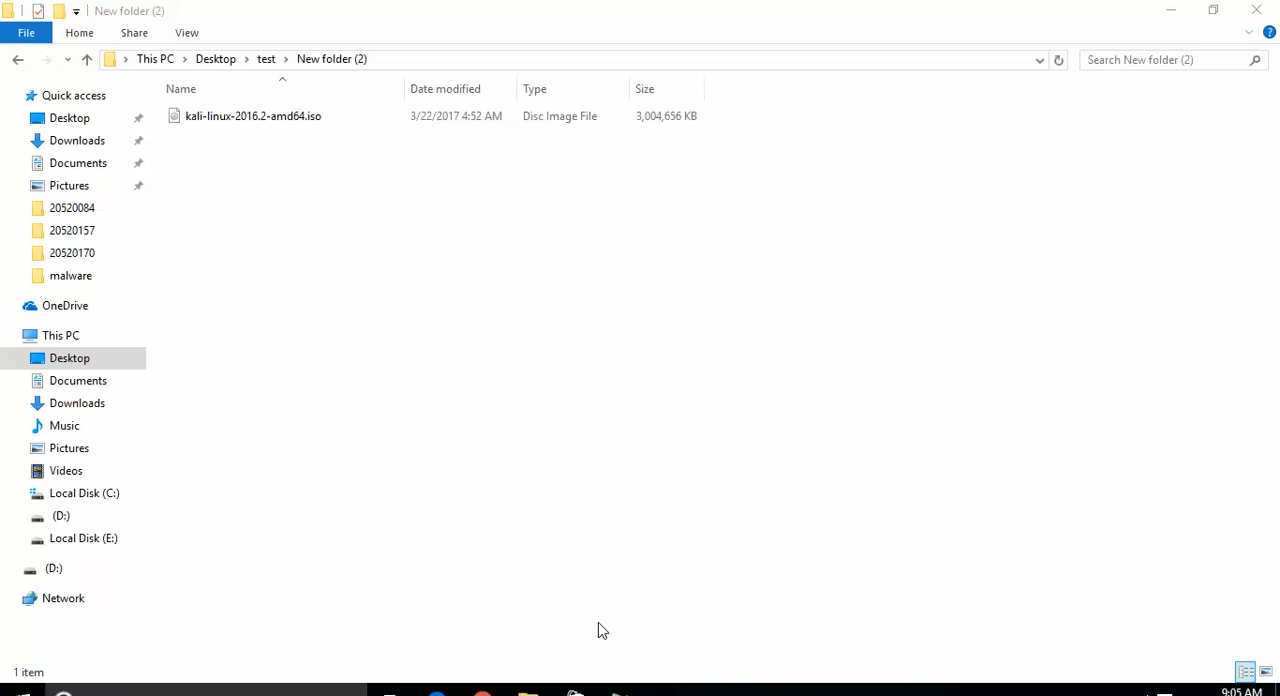 New folder (2)
File Home Share View
This PC Desktop test New folder (2)
Search New folder (2)
Name Date modified Type Size
kali-linux-2016.2-amd64.iso 3/22/2017 4:52 AM Disc Image File 3,004,656 KB
Quick access
Desktop
Downloads
Documents
Pictures
20520084
20520157
20520170
malware
OneDrive
This PC
Desktop
Documents
Downloads
Music
Pictures
Videos
Local Disk (C:)
(D:)
Local Disk (E:)
(D:)
Network
1 item
9:05 AM